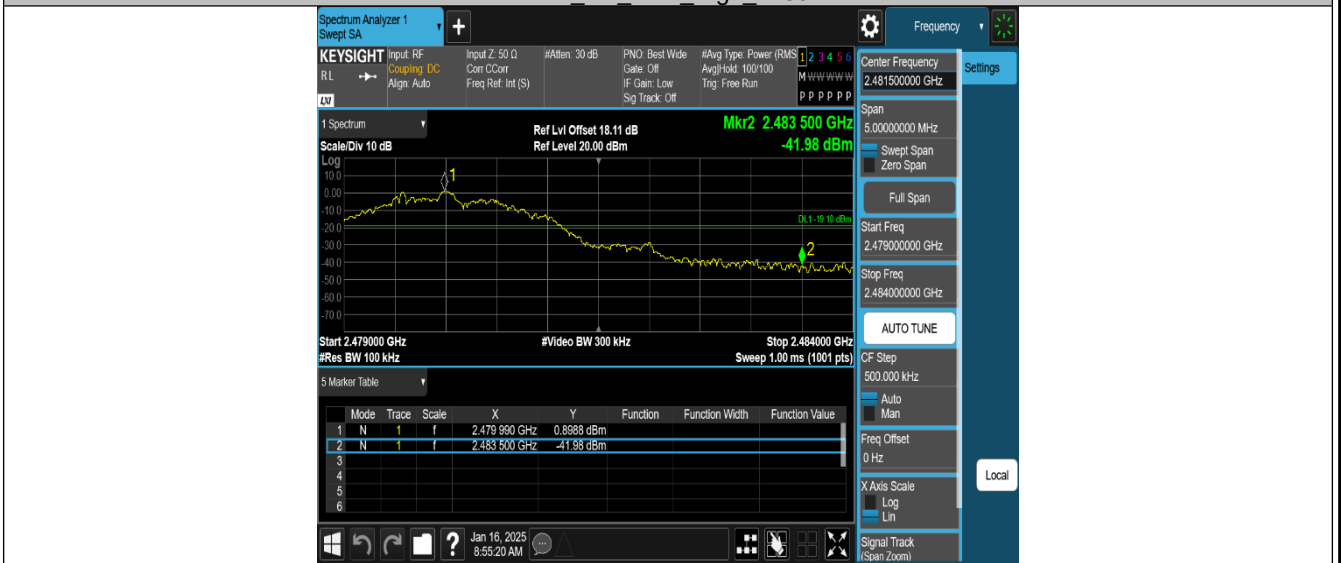 Spectrum Analyzer 1
Swept SA
+
Frequency
KEYSIGHT
RL
LXI
Input: RF
Coupling: DC
Align: Auto
Input Z: 50 Ω
Corr CCorr
Freq Ref: Int (S)
#Atten: 30 dB
PNO: Best Wide
Gate: Off
IF Gain: Low
Sig Track: Off
#Avg Type: Power (RMS
Avg|Hold: 100/100
Trig: Free Run
1 2 3 4 5 6
M W W W W W
P P P P P P
1 Spectrum
Scale/Div 10 dB
Ref Lvl Offset 18.11 dB
Ref Level 20.00 dBm
Mkr2 2.483 500 GHz
-41.98 dBm
Log
10.0
0.00
-10.0
-20.0
-30.0
-40.0
-50.0
-60.0
-70.0
1
DL1 -19.10 dBm
2
Start 2.479000 GHz
#Res BW 100 kHz
#Video BW 300 kHz
Stop 2.484000 GHz
Sweep 1.00 ms (1001 pts)
5 Marker Table
Mode Trace Scale X Y Function Function Width Function Value
1 N 1 f 2.479 990 GHz 0.8988 dBm
2 N 1 f 2.483 500 GHz -41.98 dBm
3
4
5
6
Jan 16, 2025
8:55:20 AM
Center Frequency
2.481500000 GHz
Settings
Span
5.00000000 MHz
Swept Span
Zero Span
Full Span
Start Freq
2.479000000 GHz
Stop Freq
2.484000000 GHz
AUTO TUNE
CF Step
500.000 kHz
Auto
Man
Freq Offset
0 Hz
X Axis Scale
Log
Lin
Local
Signal Track
(Span Zoom)